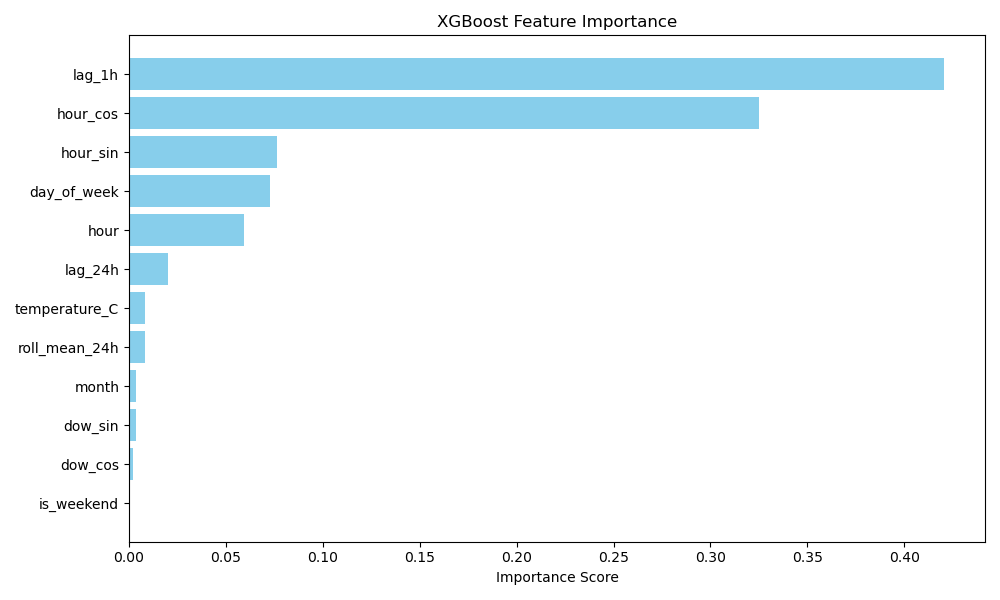 XGBoost Feature Importance
lag_1h
hour_cos
hour_sin
day_of_week
hour
lag_24h
temperature_C
roll_mean_24h
month
dow_sin
dow_cos
is_weekend
0.00 0.05 0.10 0.15 0.20 0.25 0.30 0.35 0.40
Importance Score